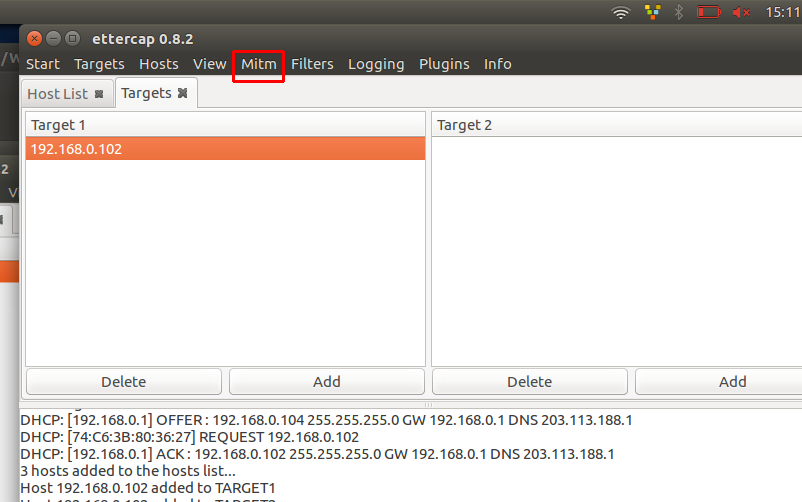 15:11
ettercap 0.8.2
Start Targets Hosts View Mitm Filters Logging Plugins Info
Host List Targets
Target 1 Target 2
192.168.0.102
Delete Add Delete Add
DHCP: [192.168.0.1] OFFER : 192.168.0.104 255.255.255.0 GW 192.168.0.1 DNS 203.113.188.1
DHCP: [74:C6:3B:80:36:27] REQUEST 192.168.0.102
DHCP: [192.168.0.1] ACK : 192.168.0.102 255.255.255.0 GW 192.168.0.1 DNS 203.113.188.1
3 hosts added to the hosts list...
Host 192.168.0.102 added to TARGET1